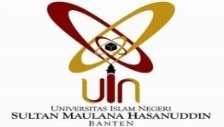 uin
UNIVERSITAS ISLAM NEGERI
SULTAN MAULANA HASANUDDIN
BANTEN